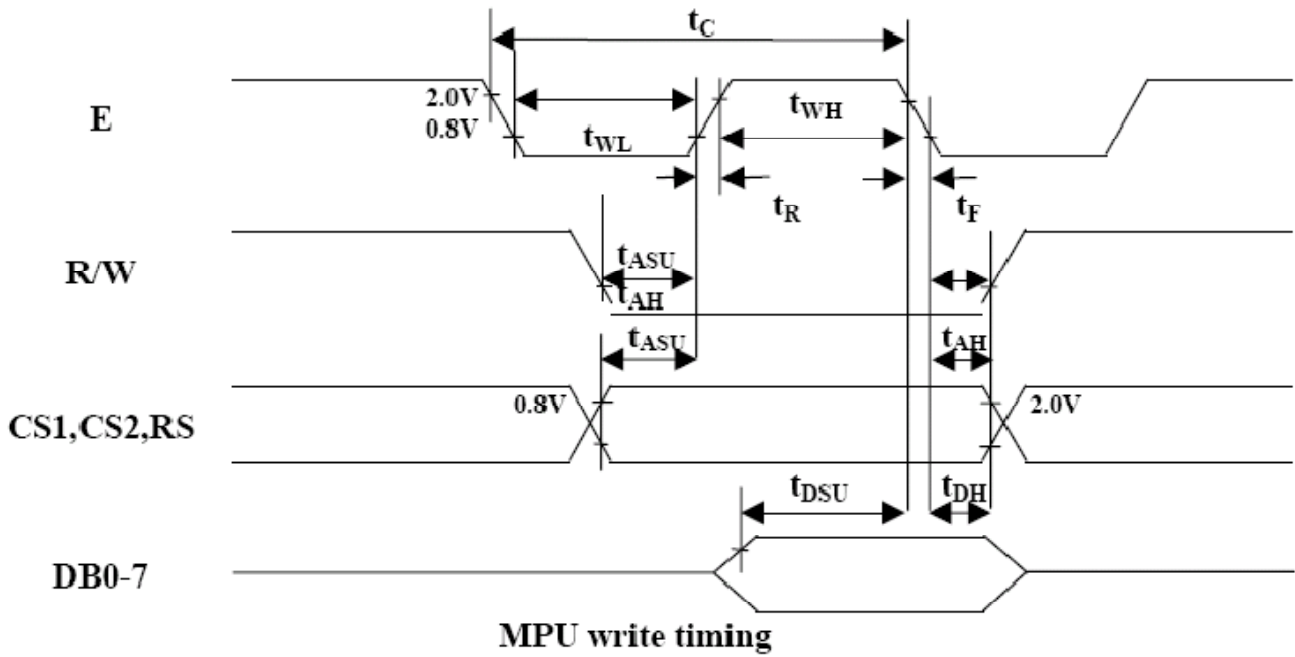 tC
E
2.0V
0.8V
tWL
tWH
tR
tF
R/W
tASU
tAH
tASU
tAH
CS1,CS2,RS
0.8V
2.0V
tDSU
tDH
DB0-7
MPU write timing